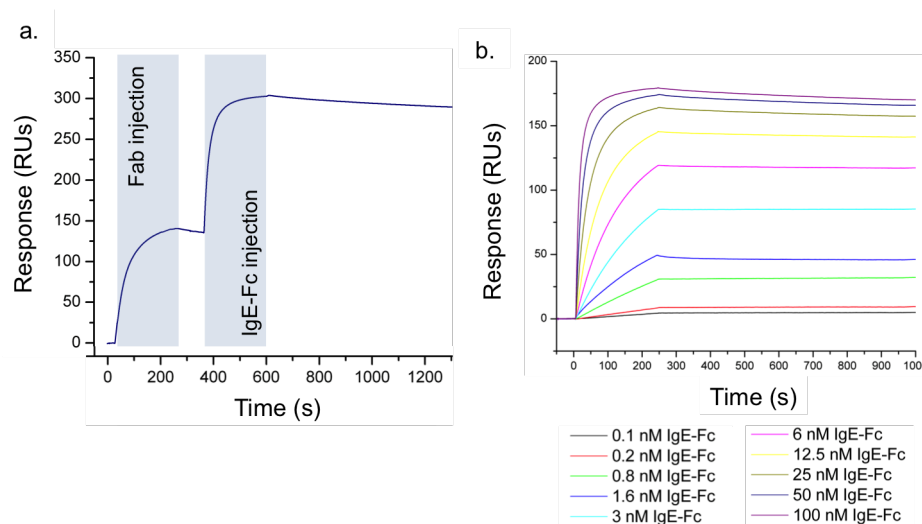 a.
350
300
250
200
150
100
50
0
Response (RUs)
Fab injection
IgE-Fc injection
0 200 400 600 800 1000 1200
Time (s)
b.
200
150
100
50
0
Response (RUs)
0 100 200 300 400 500 600 700 800 900 100
Time (s)
0.1 nM IgE-Fc
0.2 nM IgE-Fc
0.8 nM IgE-Fc
1.6 nM IgE-Fc
3 nM IgE-Fc
6 nM IgE-Fc
12.5 nM IgE-Fc
25 nM IgE-Fc
50 nM IgE-Fc
100 nM IgE-Fc